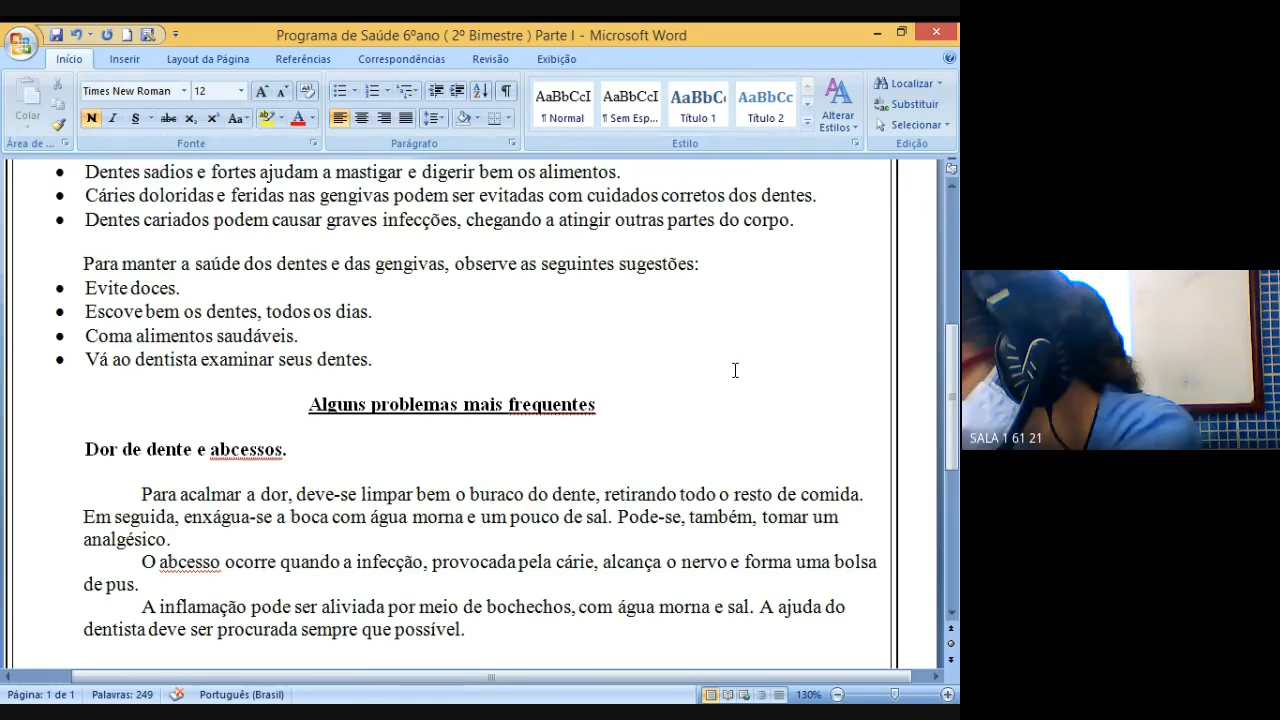 Programa de Saúde 6ºano ( 2º Bimestre ) Parte I - Microsoft Word
Início Inserir Layout da Página Referências Correspondências Revisão Exibição
Colar
Times New Roman 12
Área de ... Fonte Parágrafo Estilo Edição
AaBbCcI AaBbCcI AaBbC AaBbCc
¶ Normal ¶ Sem Esp... Título 1 Título 2
Alterar Estilos
Localizar
Substituir
Selecionar
Dentes sadios e fortes ajudam a mastigar e digerir bem os alimentos.
Cáries doloridas e feridas nas gengivas podem ser evitadas com cuidados corretos dos dentes.
Dentes cariados podem causar graves infecções, chegando a atingir outras partes do corpo.
Para manter a saúde dos dentes e das gengivas, observe as seguintes sugestões:
Evite doces.
Escove bem os dentes, todos os dias.
Coma alimentos saudáveis.
Vá ao dentista examinar seus dentes.
Alguns problemas mais frequentes
Dor de dente e abcessos.
Para acalmar a dor, deve-se limpar bem o buraco do dente, retirando todo o resto de comida.
Em seguida, enxágua-se a boca com água morna e um pouco de sal. Pode-se, também, tomar um
analgésico.
O abcesso ocorre quando a infecção, provocada pela cárie, alcança o nervo e forma uma bolsa
de pus.
A inflamação pode ser aliviada por meio de bochechos, com água morna e sal. A ajuda do
dentista deve ser procurada sempre que possível.
Página: 1 de 1 Palavras: 249 Português (Brasil) 130%
SALA 1 61 21